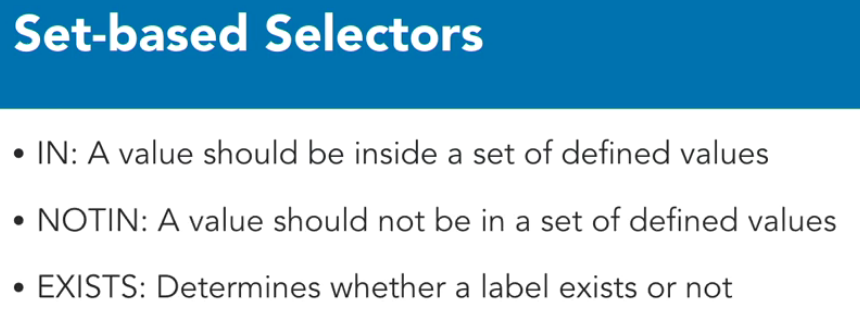 Set-based Selectors
• IN: A value should be inside a set of defined values
• NOTIN: A value should not be in a set of defined values
• EXISTS: Determines whether a label exists or not